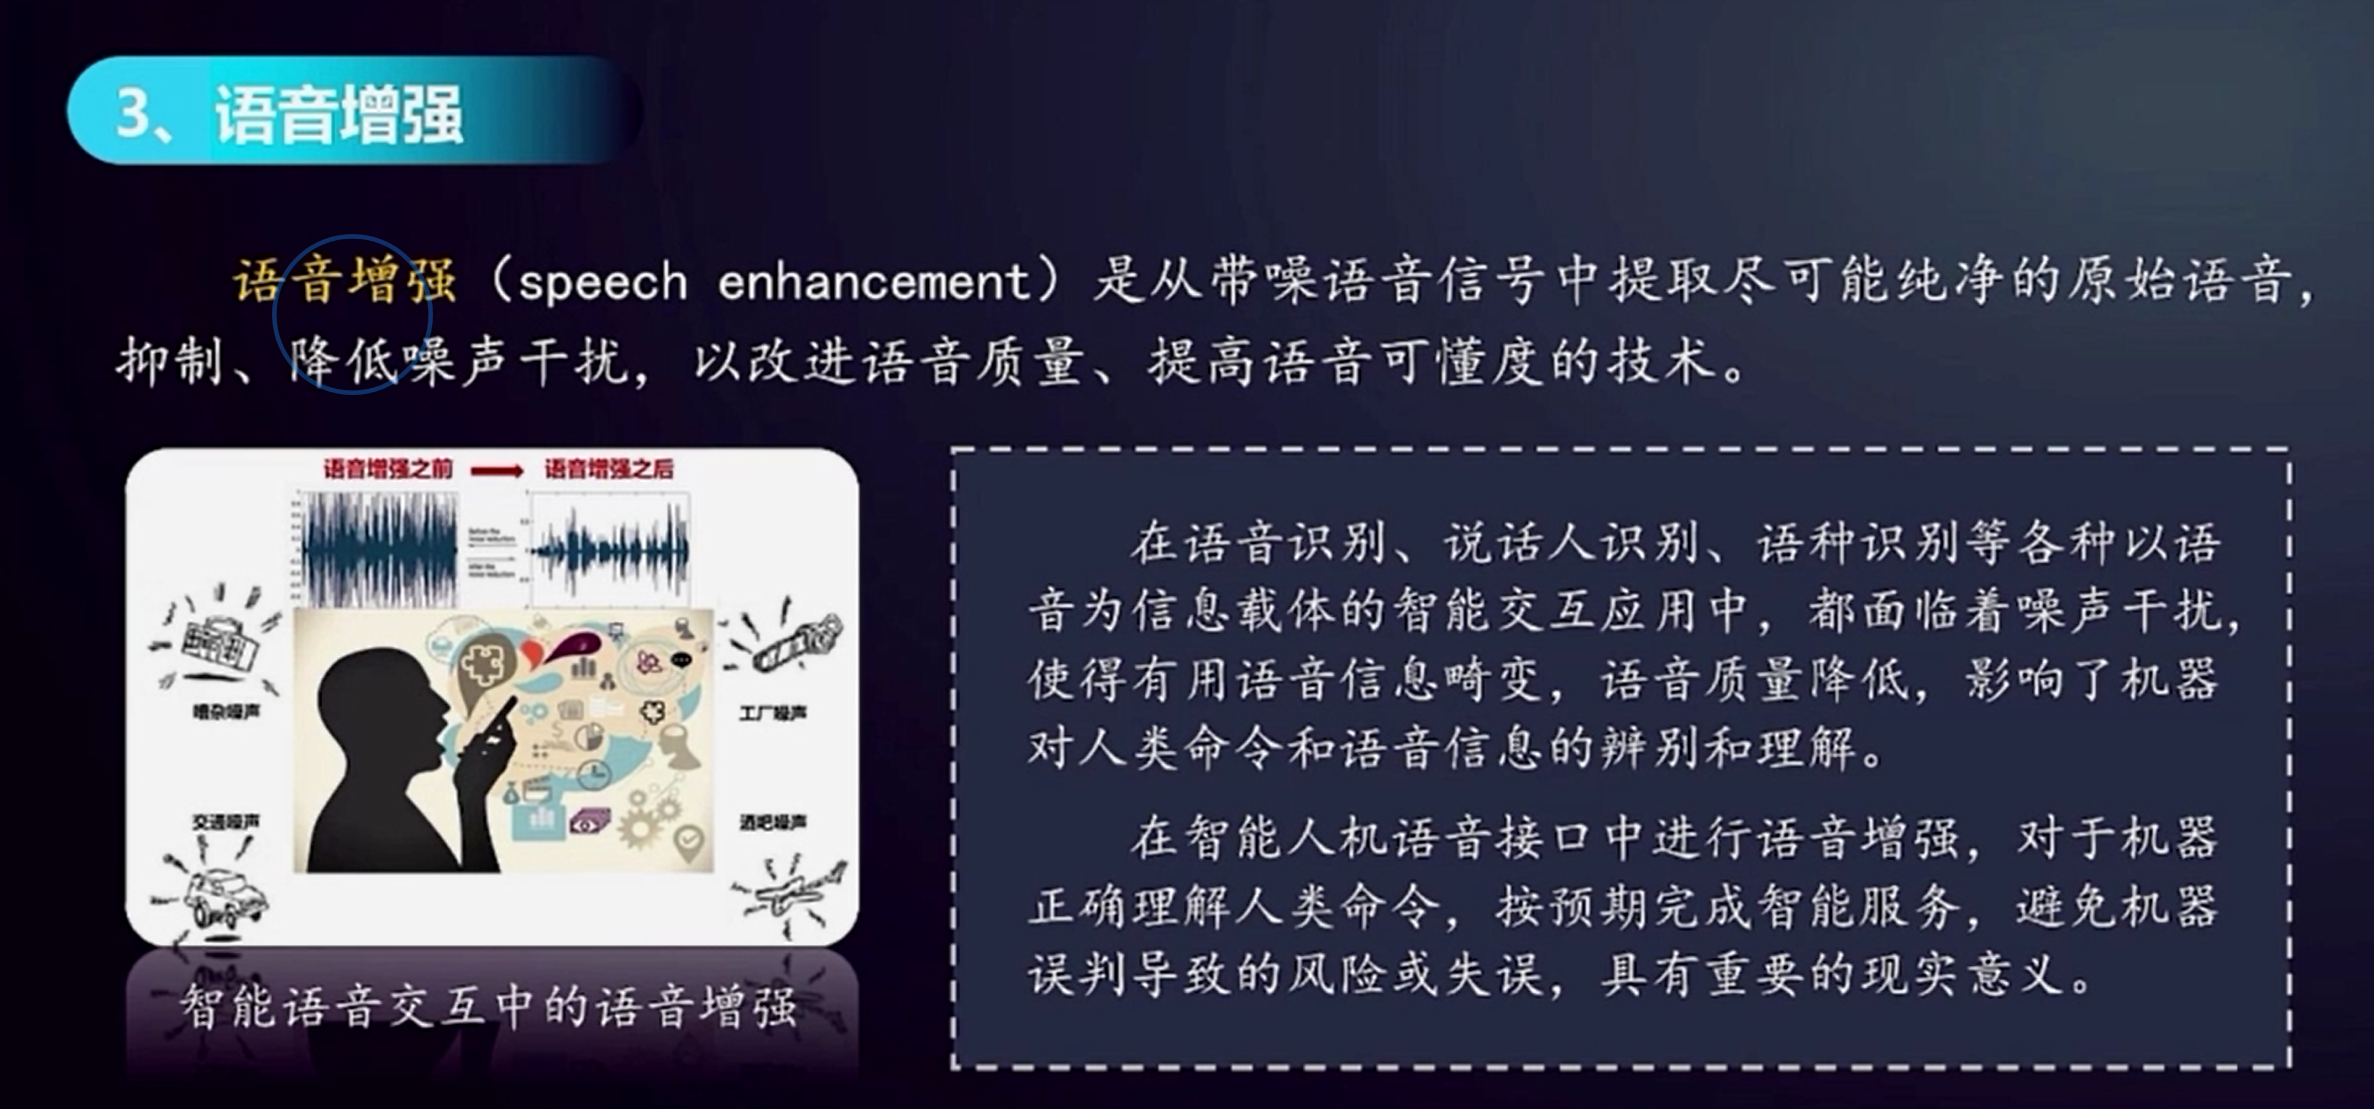 3、语音增强
语音增强（speech enhancement）是从带噪语音信号中提取尽可能纯净的原始语音，
抑制、降低噪声干扰，以改进语音质量、提高语音可懂度的技术。
语音增强之前
语音增强之后
嘈杂噪声
工厂噪声
交通噪声
酒吧噪声
智能语音交互中的语音增强
在语音识别、说话人识别、语种识别等各种以语
音为信息载体的智能交互应用中，都面临着噪声干扰，
使得有用语音信息畸变，语音质量降低，影响了机器
对人类命令和语音信息的辨别和理解。
在智能人机语音接口中进行语音增强，对于机器
正确理解人类命令，按预期完成智能服务，避免机器
误判导致的风险或失误，具有重要的现实意义。